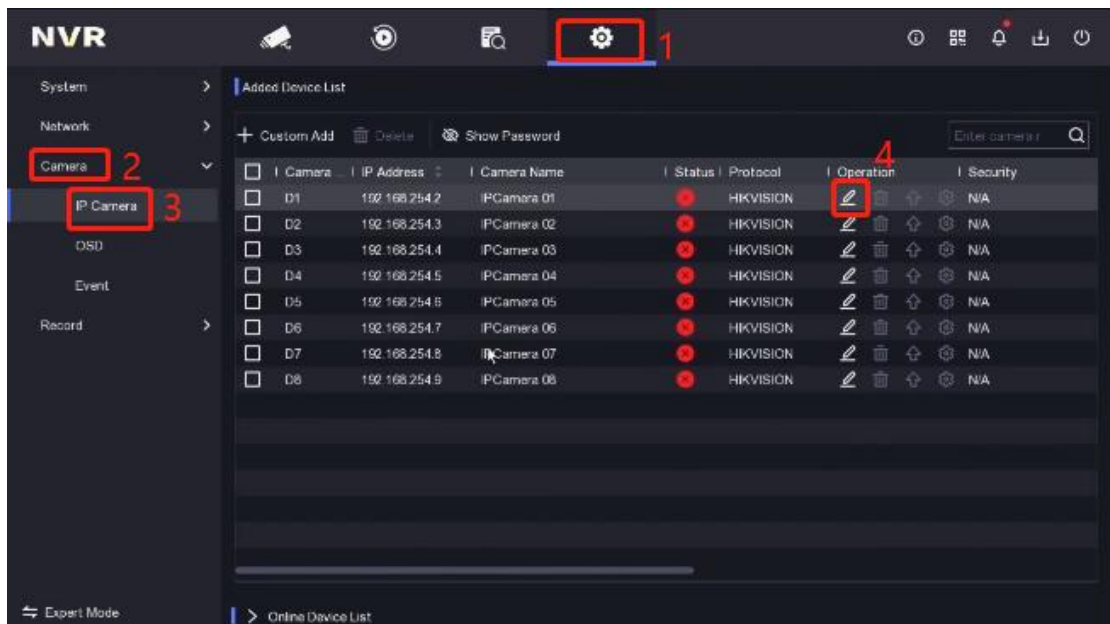 NVR
1
System
Added Device List
Network
Custom Add Delete Show Password
Camera 2
4
Camera ... IP Address Camera Name Status Protocol Operation Security
IP Camera 3
D1 192.168.254.2 IPCamera 01 HIKVISION N/A
D2 192.168.254.3 IPCamera 02 HIKVISION N/A
OSD
D3 192.168.254.4 IPCamera 03 HIKVISION N/A
D4 192.168.254.5 IPCamera 04 HIKVISION N/A
Event
D5 192.168.254.6 IPCamera 05 HIKVISION N/A
Record
D6 192.168.254.7 IPCamera 06 HIKVISION N/A
D7 192.168.254.8 IPCamera 07 HIKVISION N/A
D8 192.168.254.9 IPCamera 08 HIKVISION N/A
Expert Mode
Online Device List